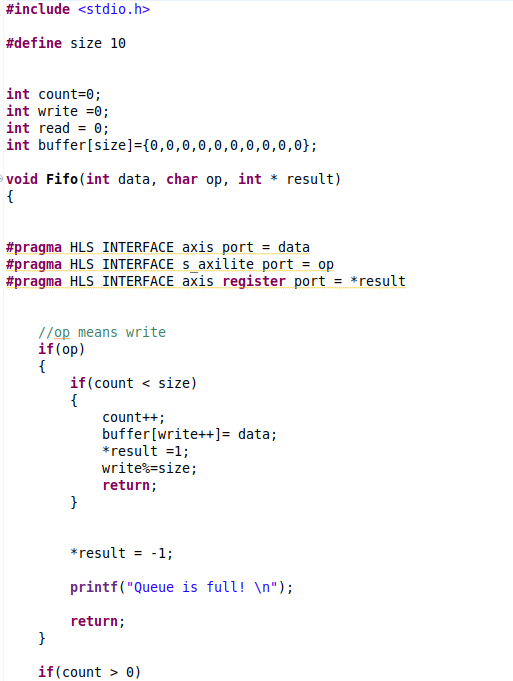 #include <stdio.h>
#define size 10
int count=0;
int write =0;
int read = 0;
int buffer[size]={0,0,0,0,0,0,0,0,0,0};
void Fifo(int data, char op, int * result)
{
#pragma HLS INTERFACE axis port = data
#pragma HLS INTERFACE s_axilite port = op
#pragma HLS INTERFACE axis register port = *result
//op means write
if(op)
{
if(count < size)
{
count++;
buffer[write++]= data;
*result =1;
write%=size;
return;
}
*result = -1;
printf("Queue is full! \n");
return;
}
if(count > 0)